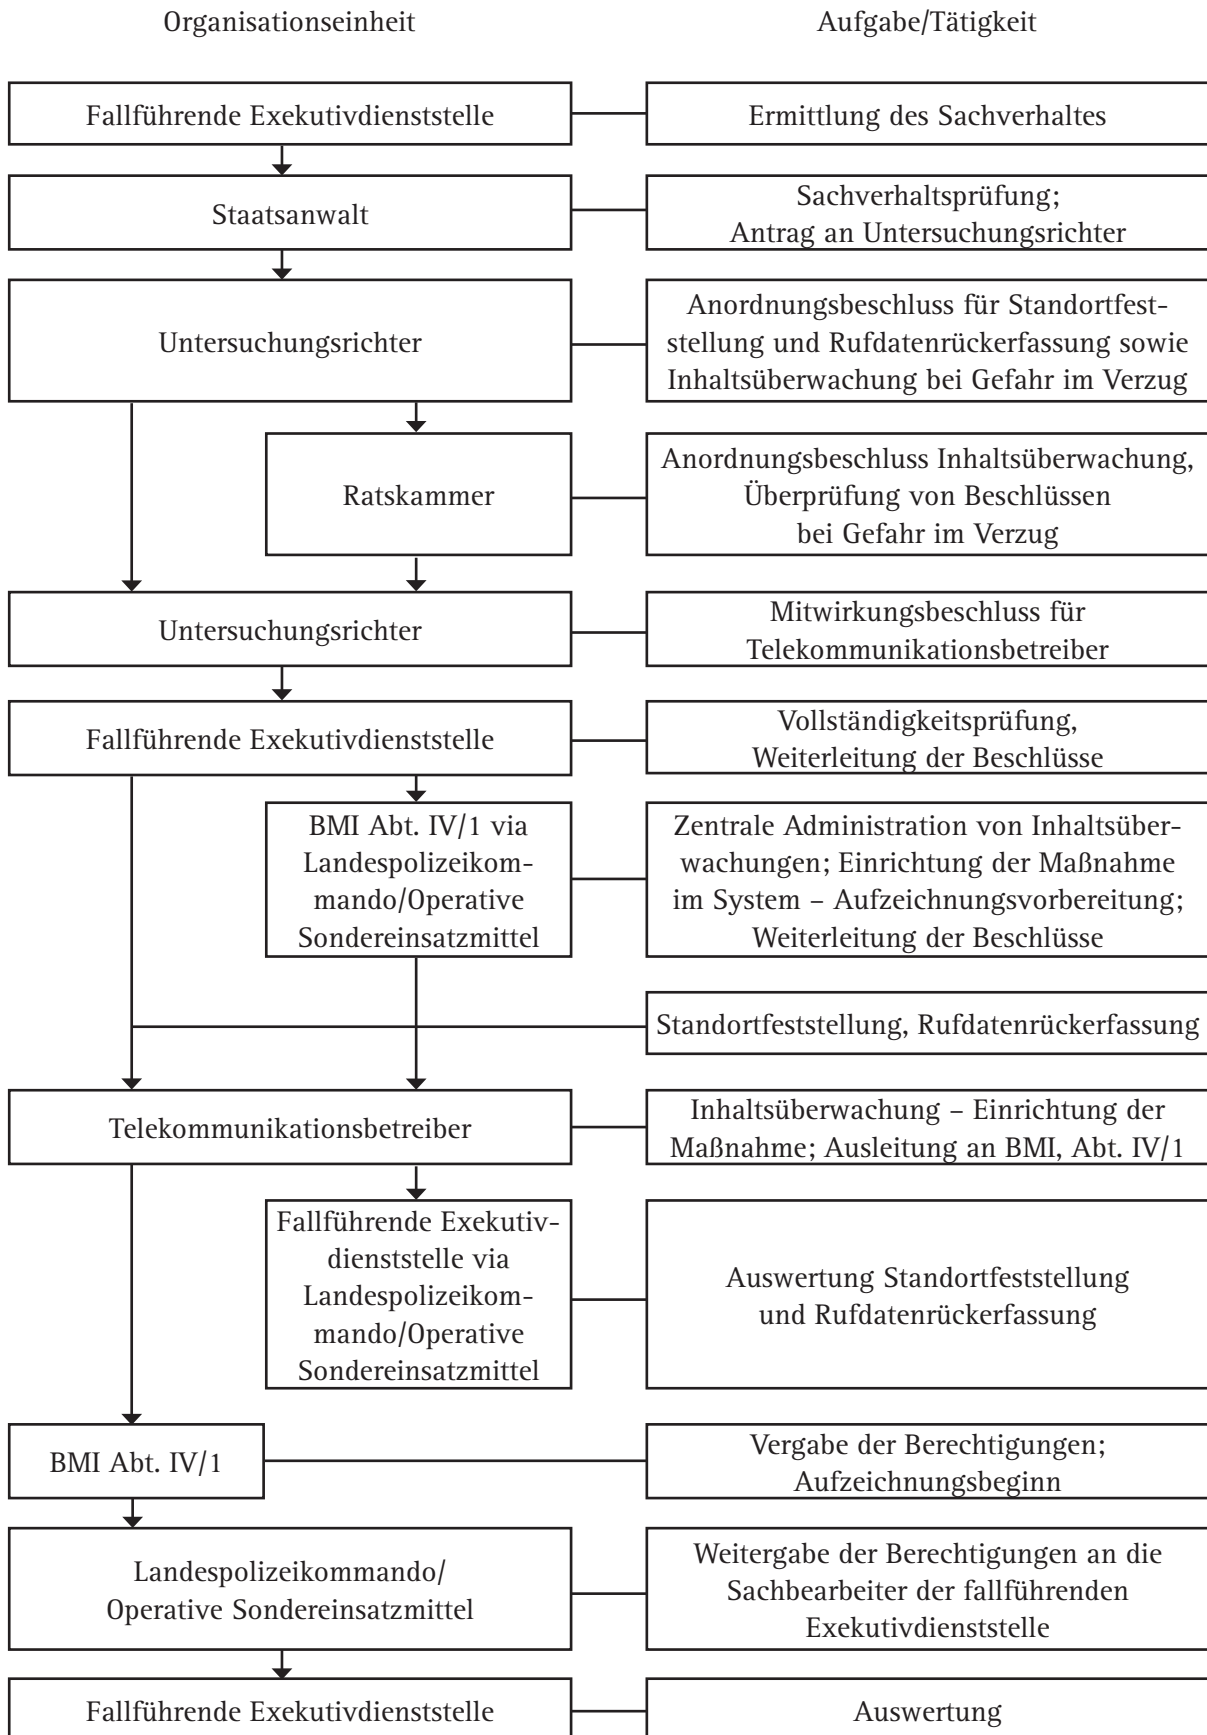 Organisationseinheit
Aufgabe/Tätigkeit
Fallführende Exekutivdienststelle
Ermittlung des Sachverhaltes
Staatsanwalt
Sachverhaltsprüfung;
Antrag an Untersuchungsrichter
Untersuchungsrichter
Anordnungsbeschluss für Standortfest-
stellung und Rufdatenrückerfassung sowie
Inhaltsüberwachung bei Gefahr im Verzug
Ratskammer
Anordnungsbeschluss Inhaltsüberwachung,
Überprüfung von Beschlüssen
bei Gefahr im Verzug
Untersuchungsrichter
Mitwirkungsbeschluss für
Telekommunikationsbetreiber
Fallführende Exekutivdienststelle
Vollständigkeitsprüfung,
Weiterleitung der Beschlüsse
BMI Abt. IV/1 via
Landespolizeikom-
mando/Operative
Sondereinsatzmittel
Zentrale Administration von Inhaltsüber-
wachungen; Einrichtung der Maßnahme
im System – Aufzeichnungsvorbereitung;
Weiterleitung der Beschlüsse
Standortfeststellung, Rufdatenrückerfassung
Telekommunikationsbetreiber
Inhaltsüberwachung – Einrichtung der
Maßnahme; Ausleitung an BMI, Abt. IV/1
Fallführende Exekutiv-
dienststelle via
Landespolizeikom-
mando/Operative
Sondereinsatzmittel
Auswertung Standortfeststellung
und Rufdatenrückerfassung
BMI Abt. IV/1
Vergabe der Berechtigungen;
Aufzeichnungsbeginn
Landespolizeikommando/
Operative Sondereinsatzmittel
Weitergabe der Berechtigungen an die
Sachbearbeiter der fallführenden
Exekutivdienststelle
Fallführende Exekutivdienststelle
Auswertung